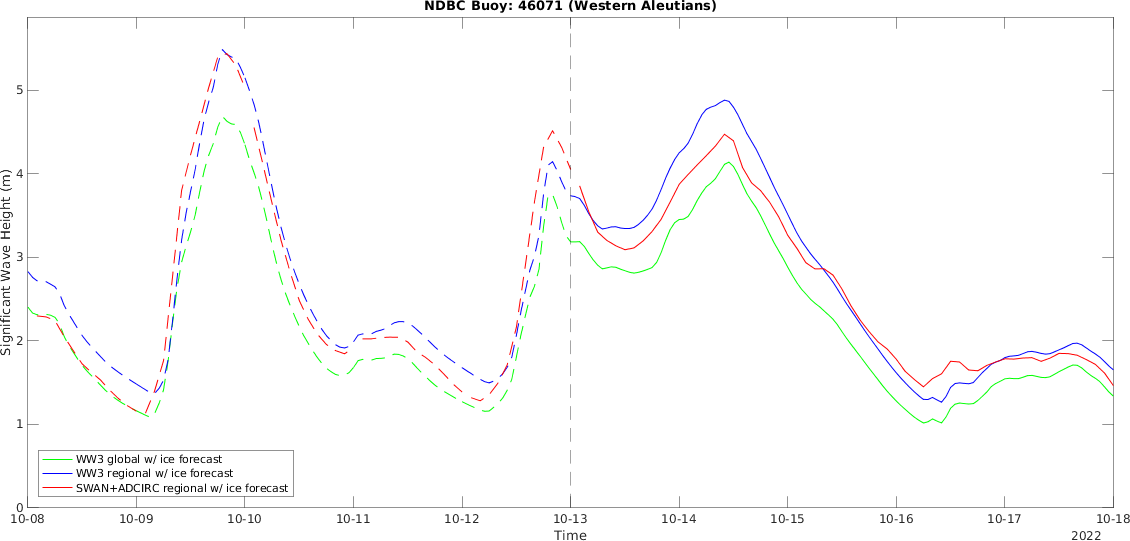 NDBC Buoy: 46071 (Western Aleutians)
Significant Wave Height (m)
5
4
3
2
1
0
WW3 global w/ ice forecast
WW3 regional w/ ice forecast
SWAN+ADCIRC regional w/ ice forecast
10-08 10-09 10-10 10-11 10-12 10-13 10-14 10-15 10-16 10-17 10-18
Time
2022